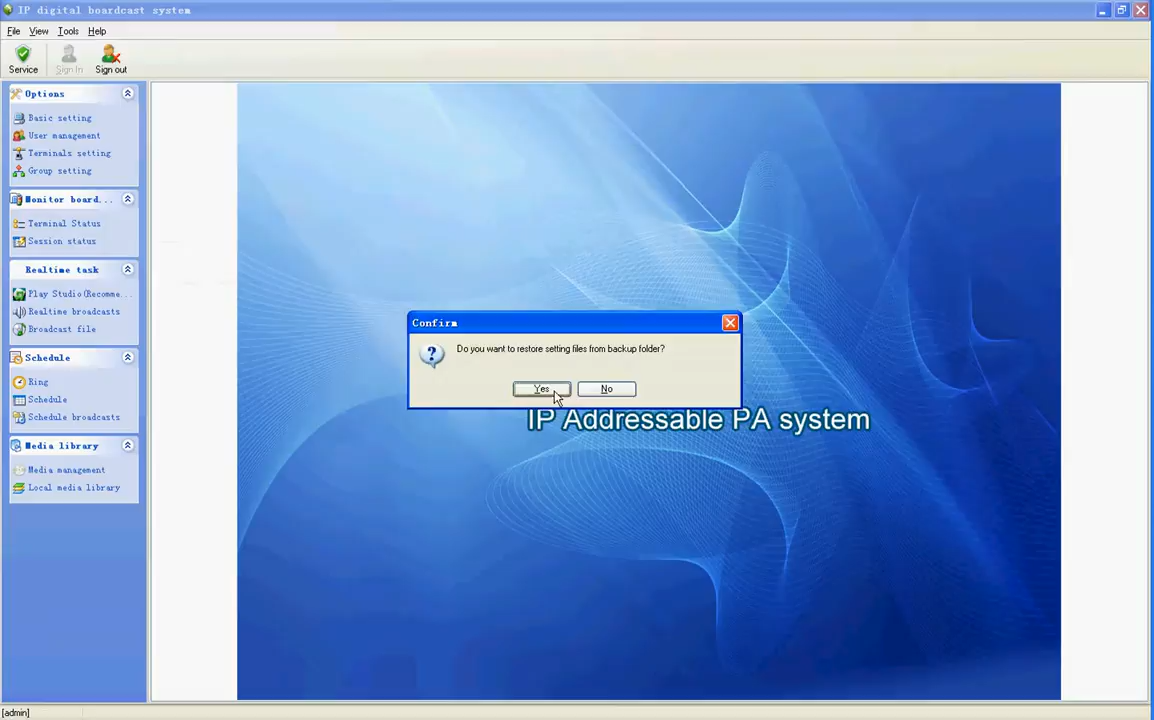 IP digital boardcast system
File View Tools Help
Service Sign In Sign out
Options
Basic setting
User management
Terminals setting
Group setting
Monitor board...
Terminal Status
Session status
Realtime task
Play Studio(Recomme...
Realtime broadcasts
Broadcast file
Schedule
Ring
Schedule
Schedule broadcasts
Media library
Media management
Local media library
Confirm
Do you want to restore setting files from backup folder?
Yes No
IP Addressable PA system
[admin]